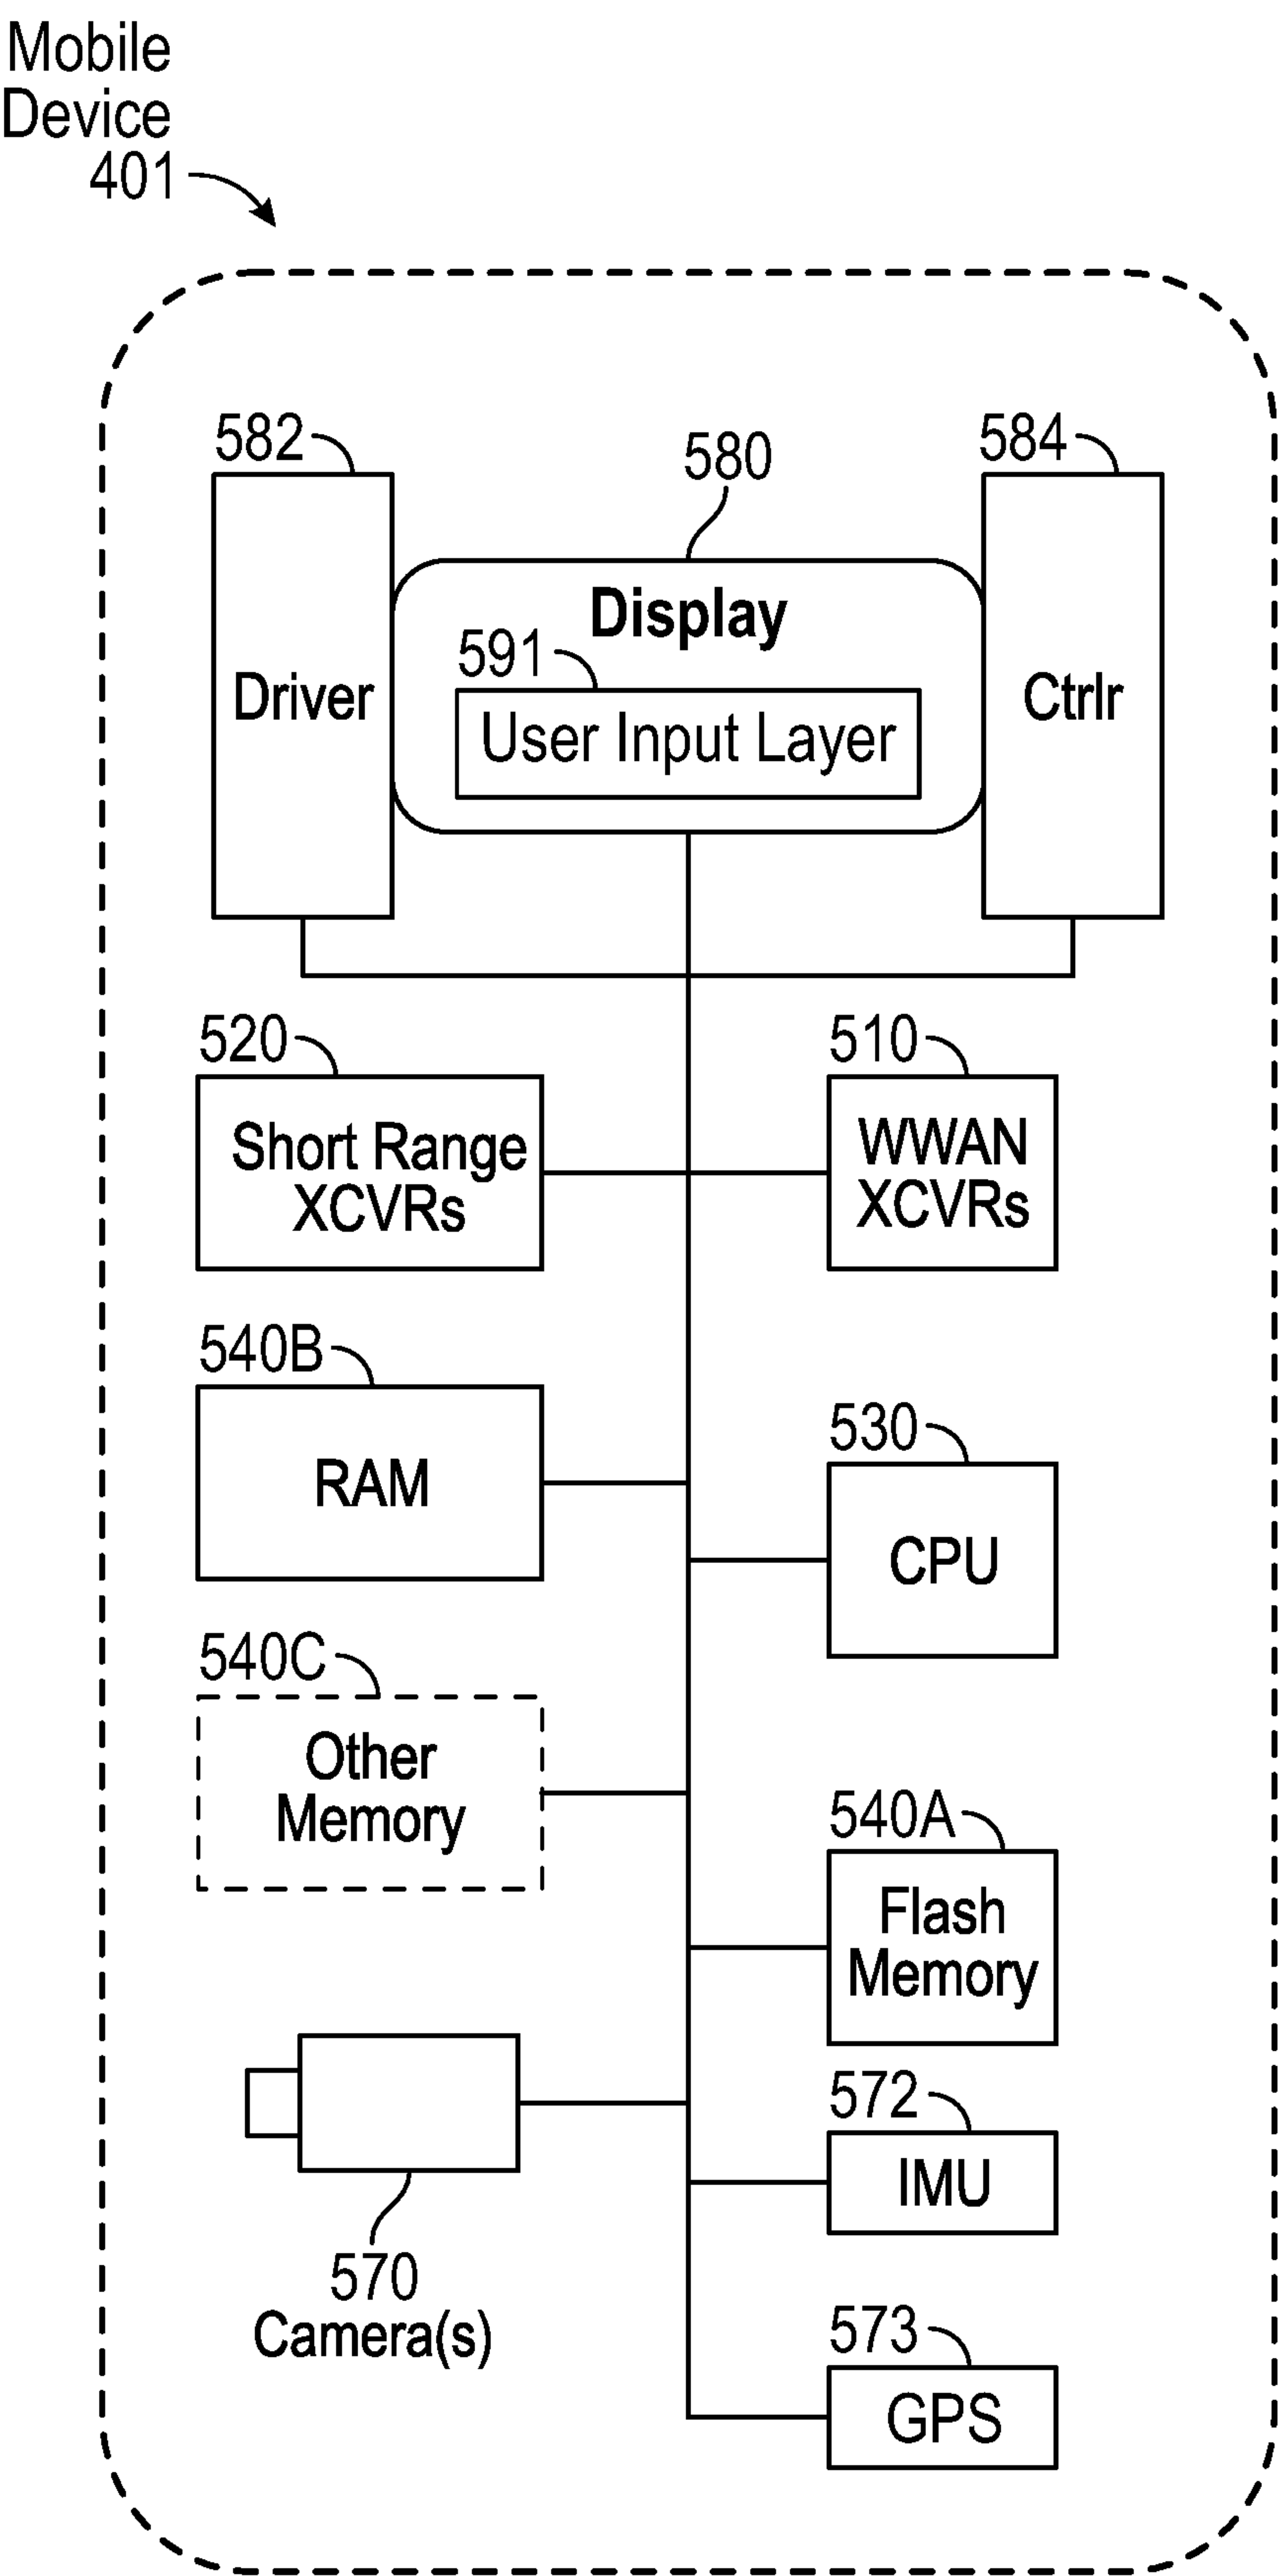 Mobile
Device
401
582
580
584
Display
591
Driver
User Input Layer
Ctrlr
520
510
Short Range
XCVRs
WWAN
XCVRs
540B
RAM
530
CPU
540C
Other
Memory
540A
Flash
Memory
572
IMU
570
Camera(s)
573
GPS